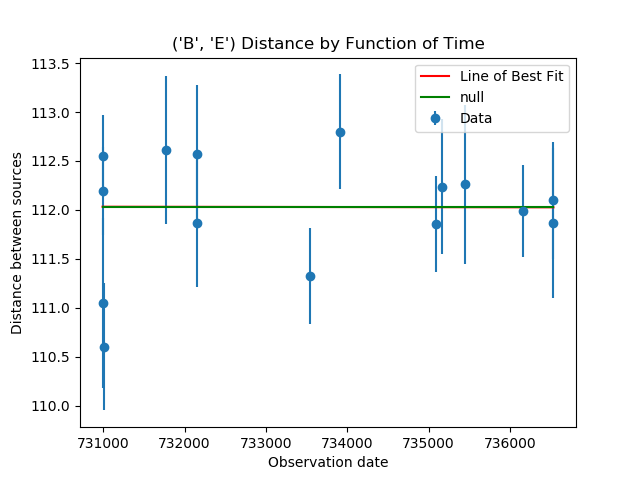 ('B', 'E') Distance by Function of Time
113.5
113.0
112.5
112.0
111.5
111.0
110.5
110.0
Distance between sources
Line of Best Fit
null
Data
731000 732000 733000 734000 735000 736000
Observation date